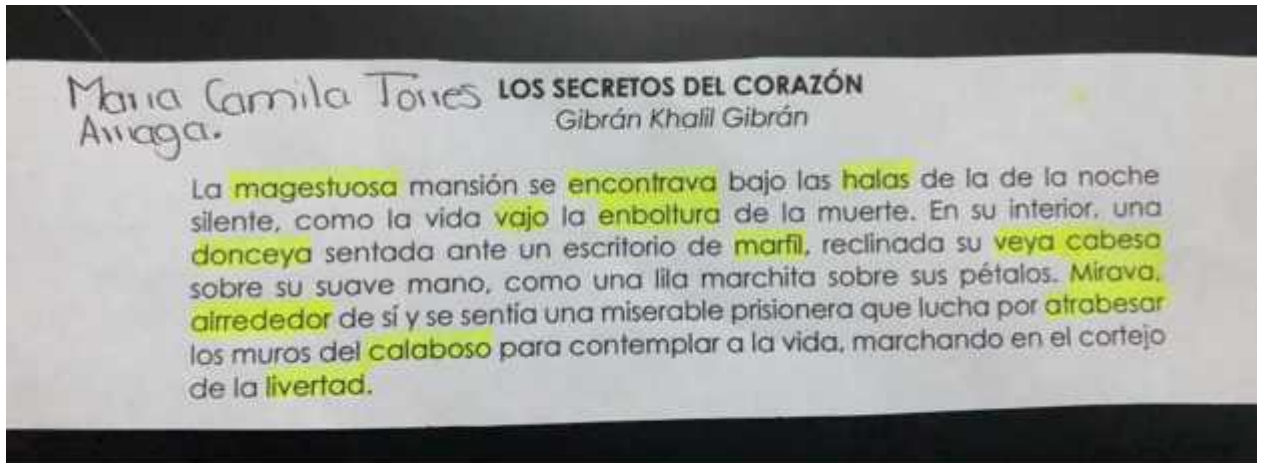 Maria Camila Torres
Arriaga.
LOS SECRETOS DEL CORAZÓN
Gibrán Khalil Gibrán
La magestuosa mansión se encontrava bajo las halas de la de la noche
silente, como la vida vajo la enboltura de la muerte. En su interior, una
donceya sentada ante un escritorio de marfil, reclinada su veya cabesa
sobre su suave mano, como una lila marchita sobre sus pétalos. Mirava,
alrrededor de sí y se sentía una miserable prisionera que lucha por atrabesar
los muros del calaboso para contemplar a la vida, marchando en el cortejo
de la livertad.